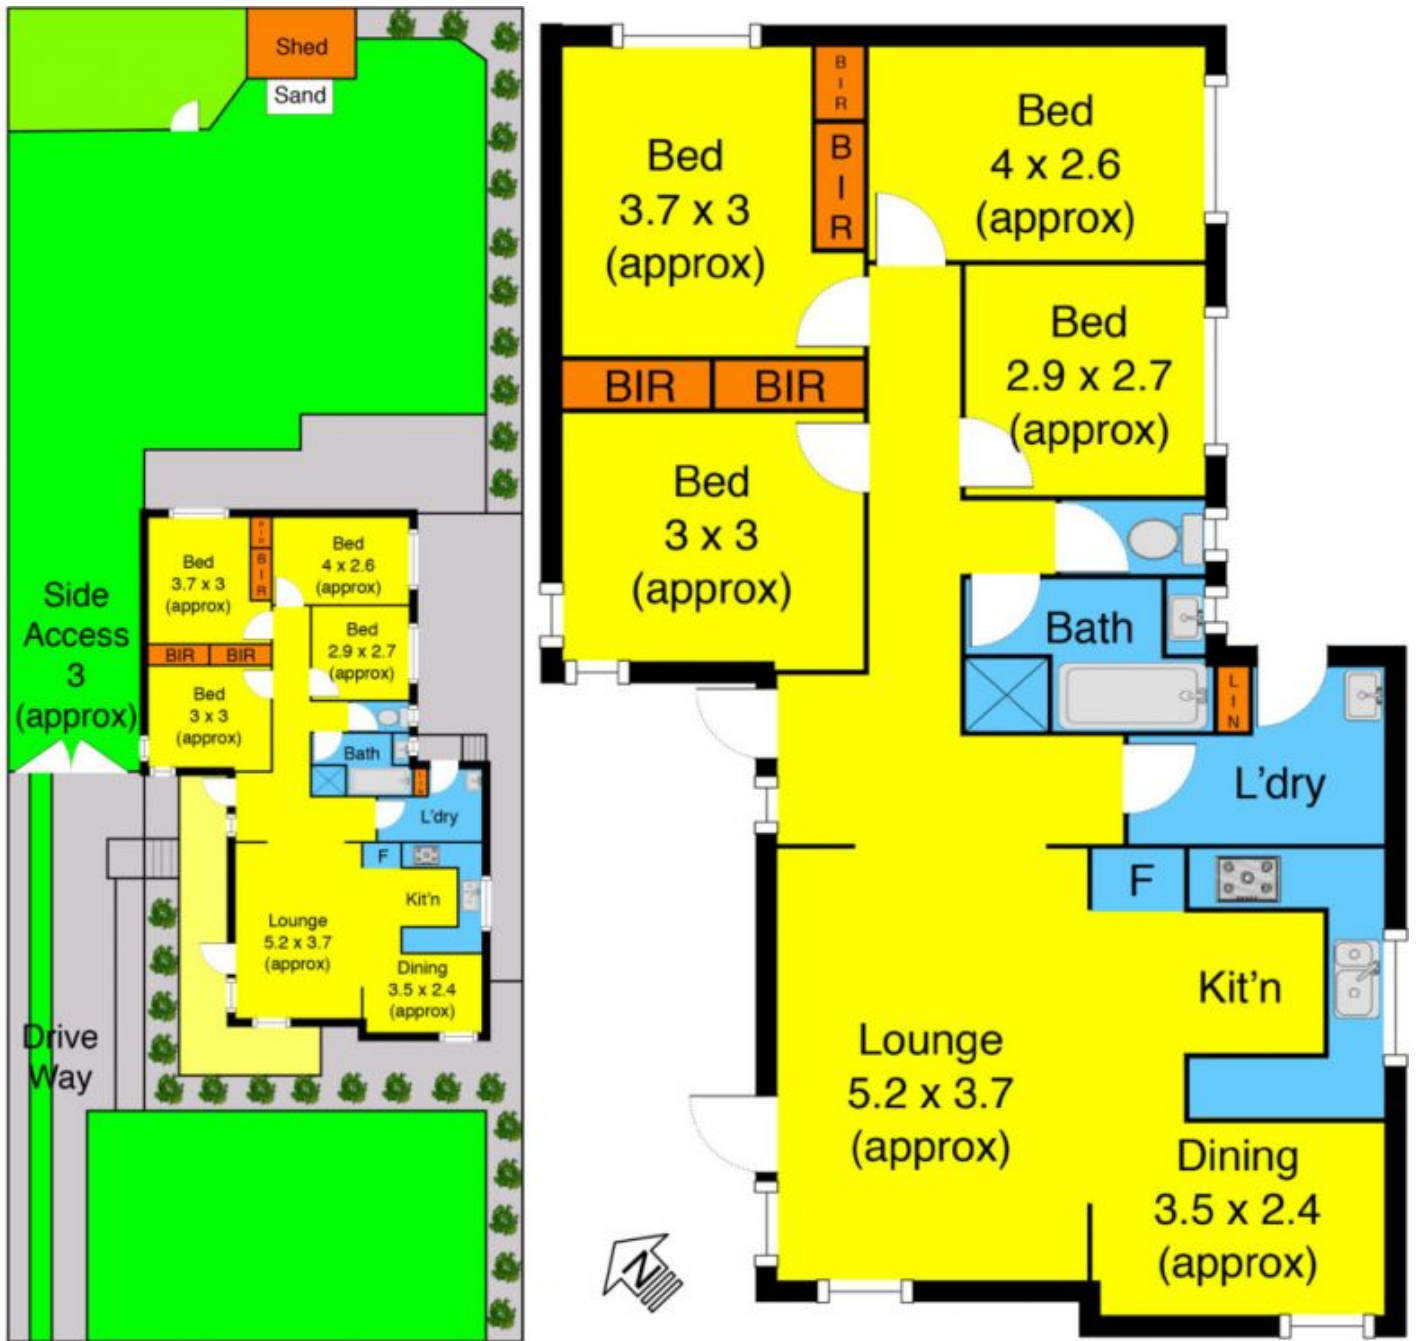 Shed
Sand
Side
Access
3
(approx)
Bed
3.7 x 3
(approx)
BIR
BIR
Bed
4 x 2.6
(approx)
Bed
2.9 x 2.7
(approx)
BIR
BIR
Bed
3 x 3
(approx)
Bath
LIN
L'dry
F
Kit'n
Lounge
5.2 x 3.7
(approx)
Dining
3.5 x 2.4
(approx)
Drive
Way
Bed
3.7 x 3
(approx)
B
I
R
B
I
R
Bed
4 x 2.6
(approx)
Bed
2.9 x 2.7
(approx)
BIR
BIR
Bed
3 x 3
(approx)
Bath
L
I
N
L'dry
F
Kit'n
Lounge
5.2 x 3.7
(approx)
Dining
3.5 x 2.4
(approx)
N